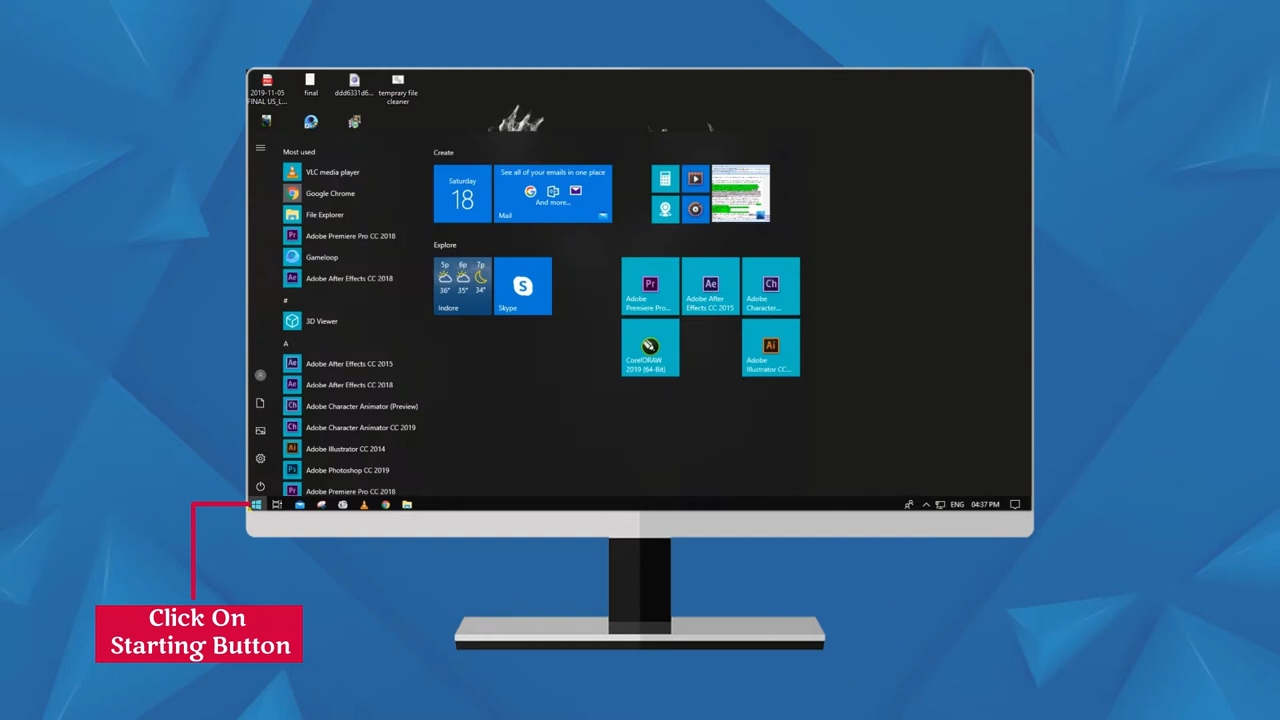 2019-11-05
FINAL US_L...
final
ddd6331d6...
temprary file
cleaner
Most used
VLC media player
Google Chrome
File Explorer
Adobe Premiere Pro CC 2018
Gameloop
Adobe After Effects CC 2018
#
3D Viewer
A
Adobe After Effects CC 2015
Adobe After Effects CC 2018
Adobe Character Animator (Preview)
Adobe Character Animator CC 2019
Adobe Illustrator CC 2014
Adobe Photoshop CC 2019
Adobe Premiere Pro CC 2018
Create
Saturday
18
See all of your emails in one place
And more...
Mail
Explore
5p 6p 7p
36° 35° 34°
Indore
Skype
Adobe
Premiere Pro...
Adobe After
Effects CC 2015
Adobe
Character...
CorelDRAW
2019 (64-Bit)
Adobe
Illustrator CC...
ENG
04:37 PM
Click On
Starting Button